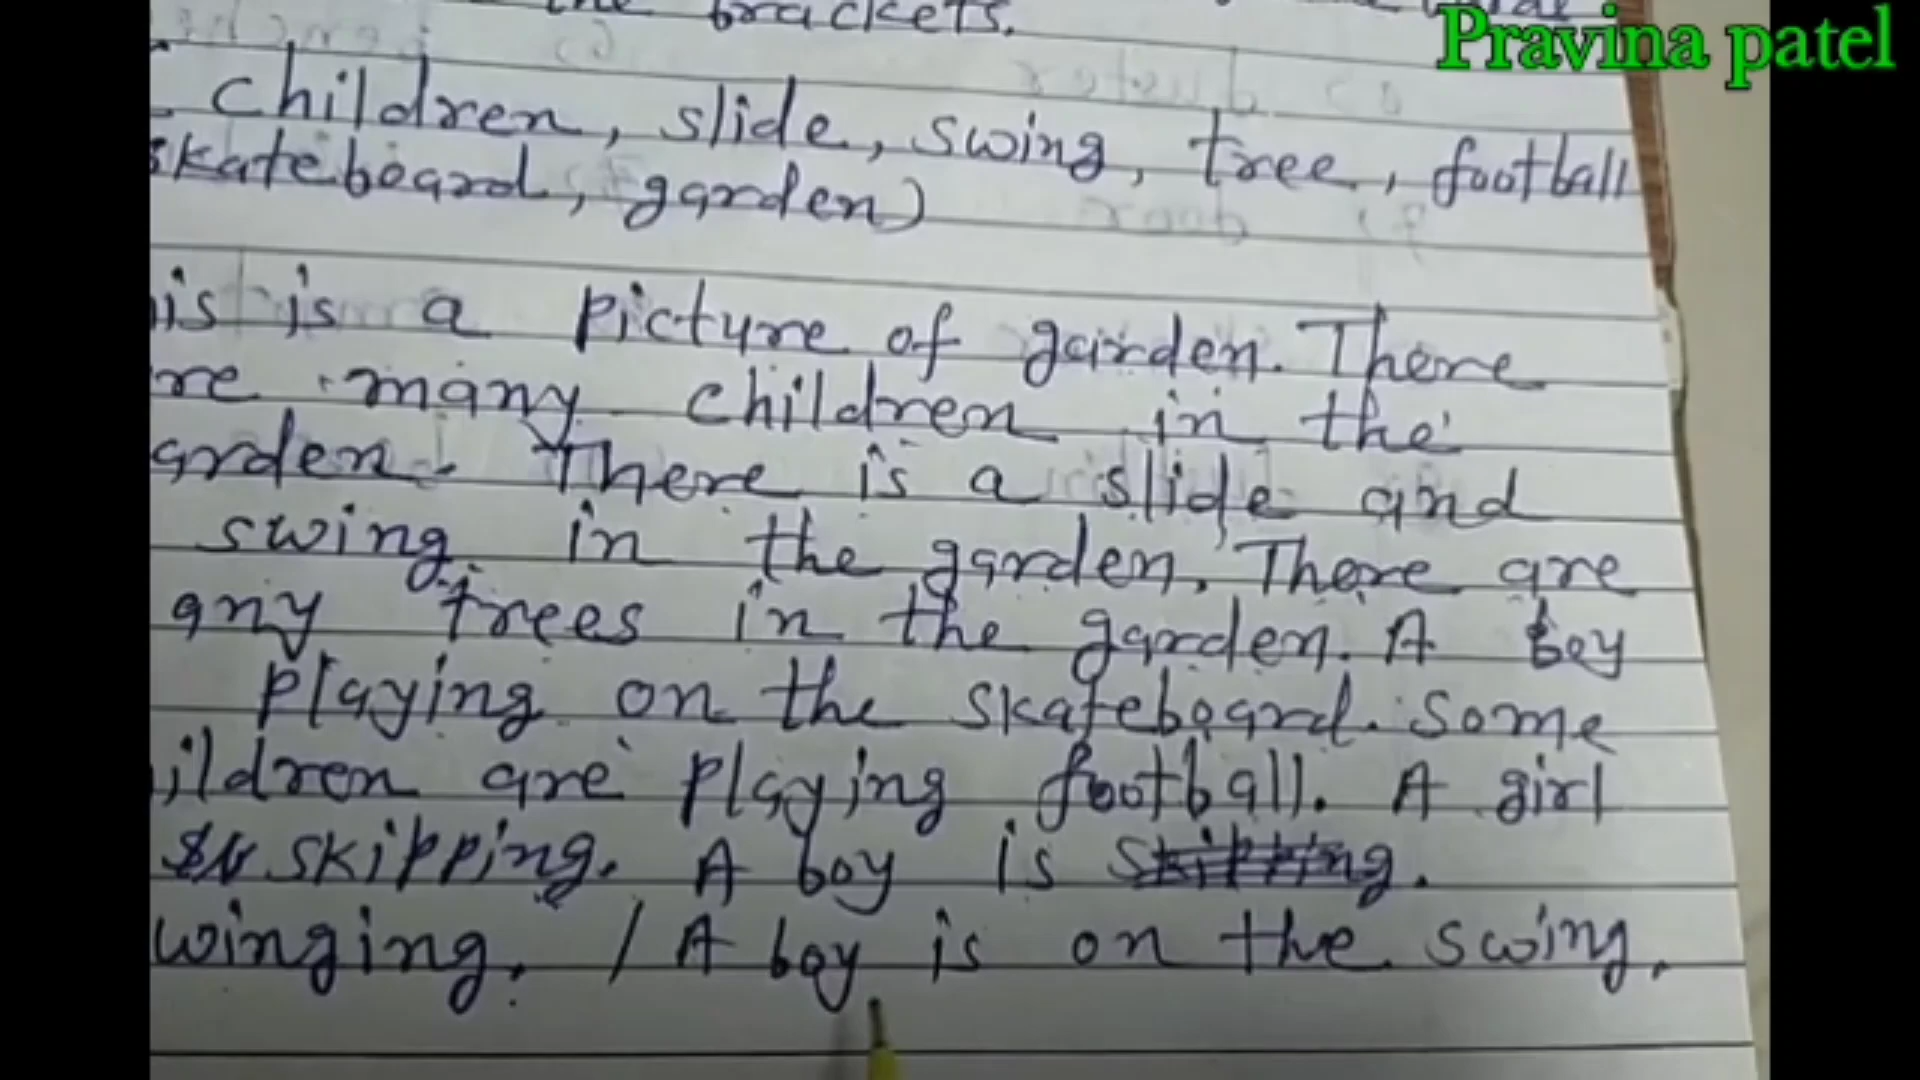 the brackets.
Pravina patel
children, slide, swing, tree, football
skateboard, garden)
is is a picture of garden. There
re many children in the
arden. There is a slide and
swing in the garden. There are
any trees in the garden. A boy
playing on the skateboard. Some
ildren are playing football. A girl
skipping. A boy is skipping.
winging. / A boy is on the swing.